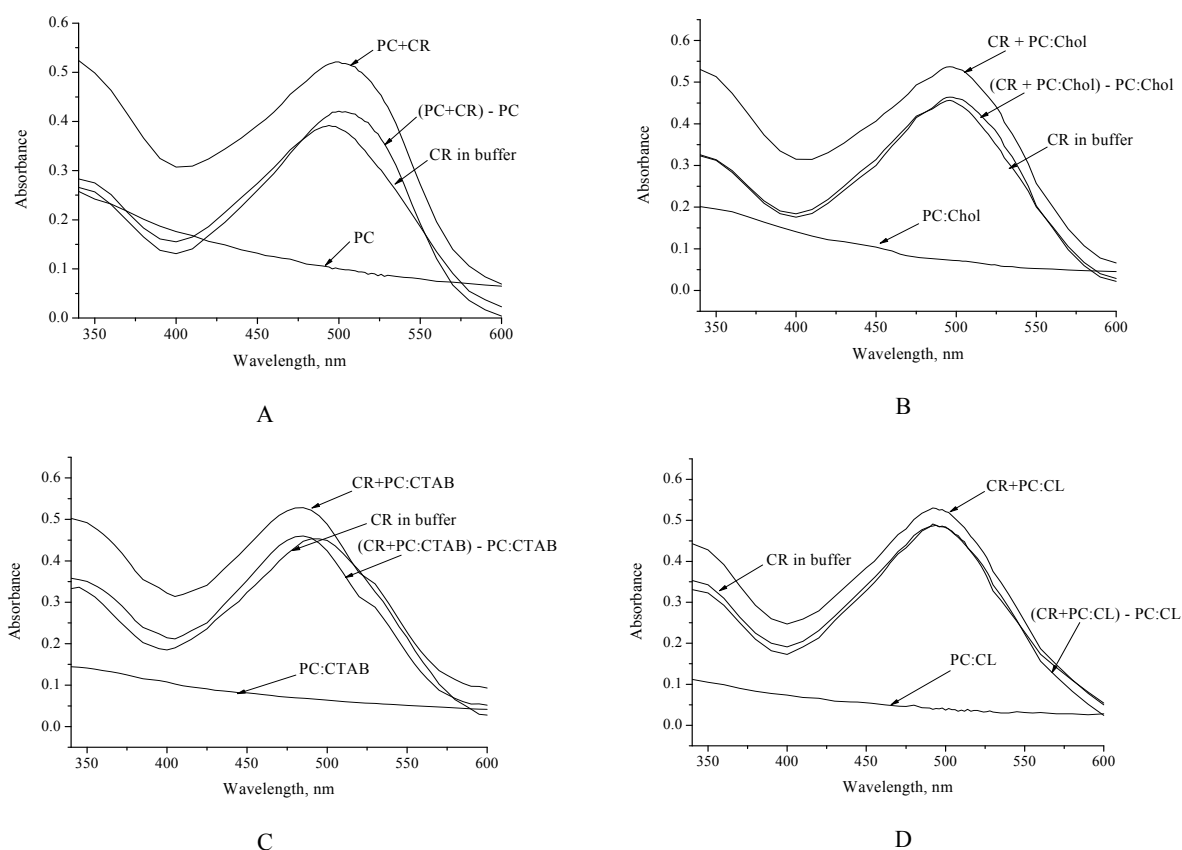 0.6
0.5
0.4
0.3
0.2
0.1
0.0
Absorbance
350 400 450 500 550 600
Wavelength, nm
PC+CR
(PC+CR) - PC
CR in buffer
PC
A
0.6
0.5
0.4
0.3
0.2
0.1
0.0
Absorbance
350 400 450 500 550 600
Wavelength, nm
CR + PC:Chol
(CR + PC:Chol) - PC:Chol
CR in buffer
PC:Chol
B
0.6
0.5
0.4
0.3
0.2
0.1
0.0
Absorbance
350 400 450 500 550 600
Wavelength, nm
CR+PC:CTAB
CR in buffer
(CR+PC:CTAB) - PC:CTAB
PC:CTAB
C
0.6
0.5
0.4
0.3
0.2
0.1
0.0
Absorbance
350 400 450 500 550 600
Wavelength, nm
CR+PC:CL
CR in buffer
(CR+PC:CL) - PC:CL
PC:CL
D